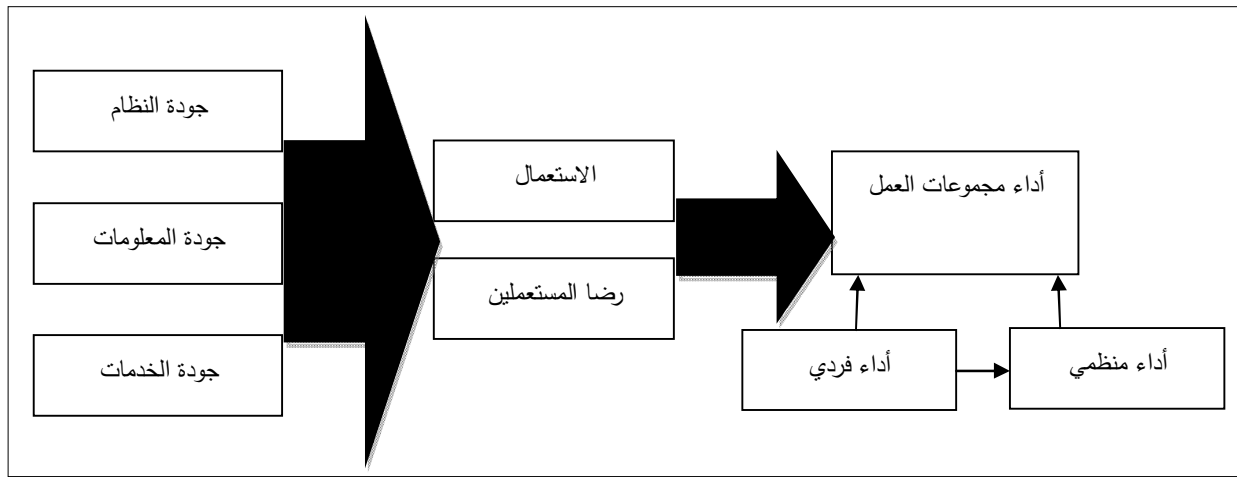 جودة النظام
جودة المعلومات
جودة الخدمات
الاستعمال
رضا المستعملين
أداء مجموعات العمل
أداء فردي
أداء منظمي